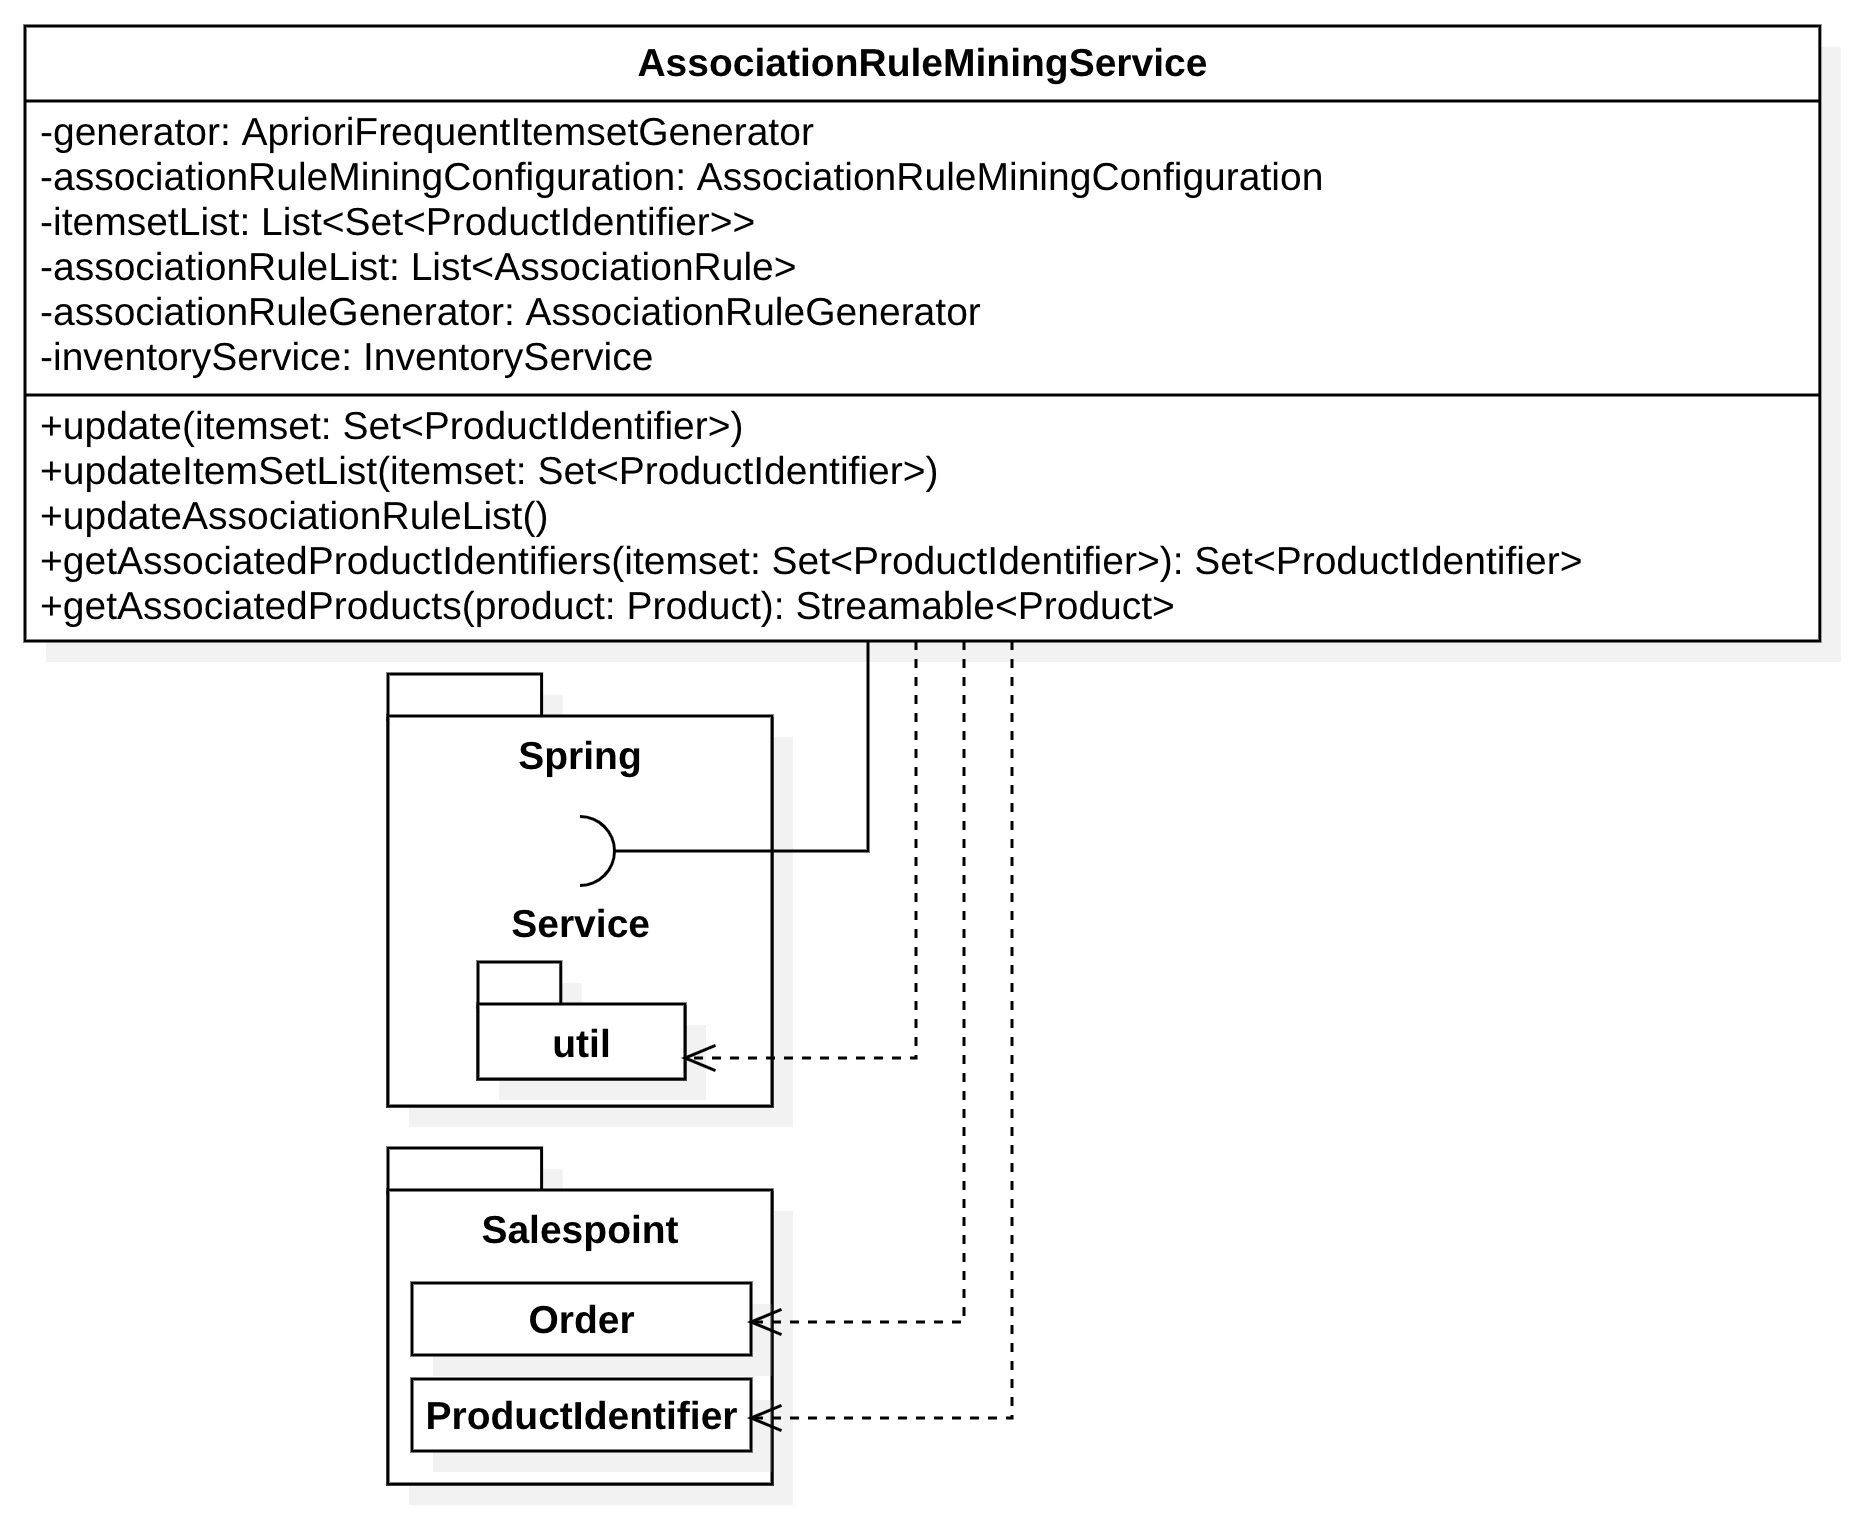 AssociationRuleMiningService
-generator: AprioriFrequentItemsetGenerator
-associationRuleMiningConfiguration: AssociationRuleMiningConfiguration
-itemsetList: List<Set<ProductIdentifier>>
-associationRuleList: List<AssociationRule>
-associationRuleGenerator: AssociationRuleGenerator
-inventoryService: InventoryService
+update(itemset: Set<ProductIdentifier>)
+updateItemSetList(itemset: Set<ProductIdentifier>)
+updateAssociationRuleList()
+getAssociatedProductIdentifiers(itemset: Set<ProductIdentifier>): Set<ProductIdentifier>
+getAssociatedProducts(product: Product): Streamable<Product>
Spring
Service
util
Salespoint
Order
ProductIdentifier